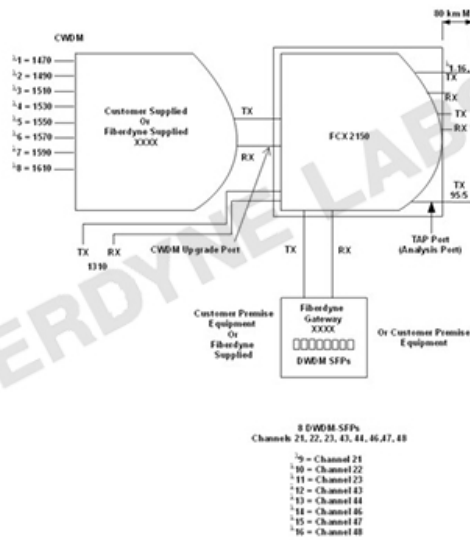 80 km M
CWDM
λ1 = 1470
λ2 = 1490
λ3 = 1510
λ4 = 1530
λ5 = 1550
λ6 = 1570
λ7 = 1590
λ8 = 1610
Customer Supplied
Or
Fiberdyne Supplied
XXXX
TX
RX
FCX 2150
λ1-16,
TX
RX
TX
RX
TX
95:5
TX RX
1310
CWDM Upgrade Port
TX RX
TAP Port
(Analysis Port)
Customer Premise
Equipment
Or
Fiberdyne
Supplied
Fiberdyne
Gateway
XXXX
DWDM SFPs
Or Customer Premise
Equipment
ERDYNE LABO
8 DWDM-SFPs
Channels 21, 22, 23, 43, 44, 46,47, 48
λ9 = Channel 21
λ10 = Channel 22
λ11 = Channel 23
λ12 = Channel 43
λ13 = Channel 44
λ14 = Channel 46
λ15 = Channel 47
λ16 = Channel 48